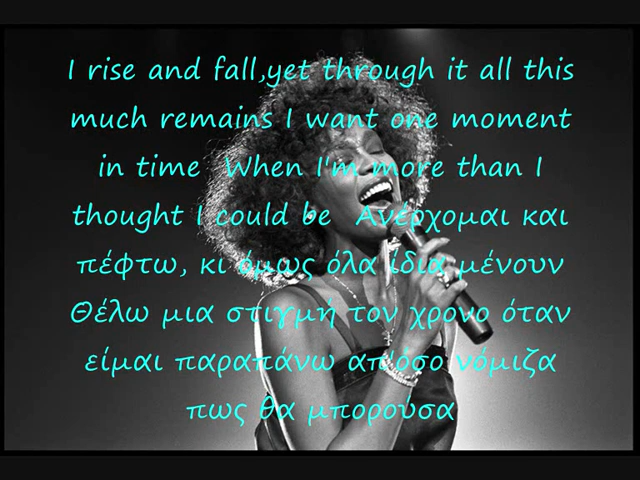 I rise and fall,yet through it all this
much remains I want one moment
in time When I'm more than I
thought I could be Ανέρχομαι και
πέφτω, κι όμως όλα ίδια μένουν
Θέλω μια στιγμή τον χρονο όταν
είμαι παραπάνω απ'όσο νόμιζα
πως θα μπορούσα